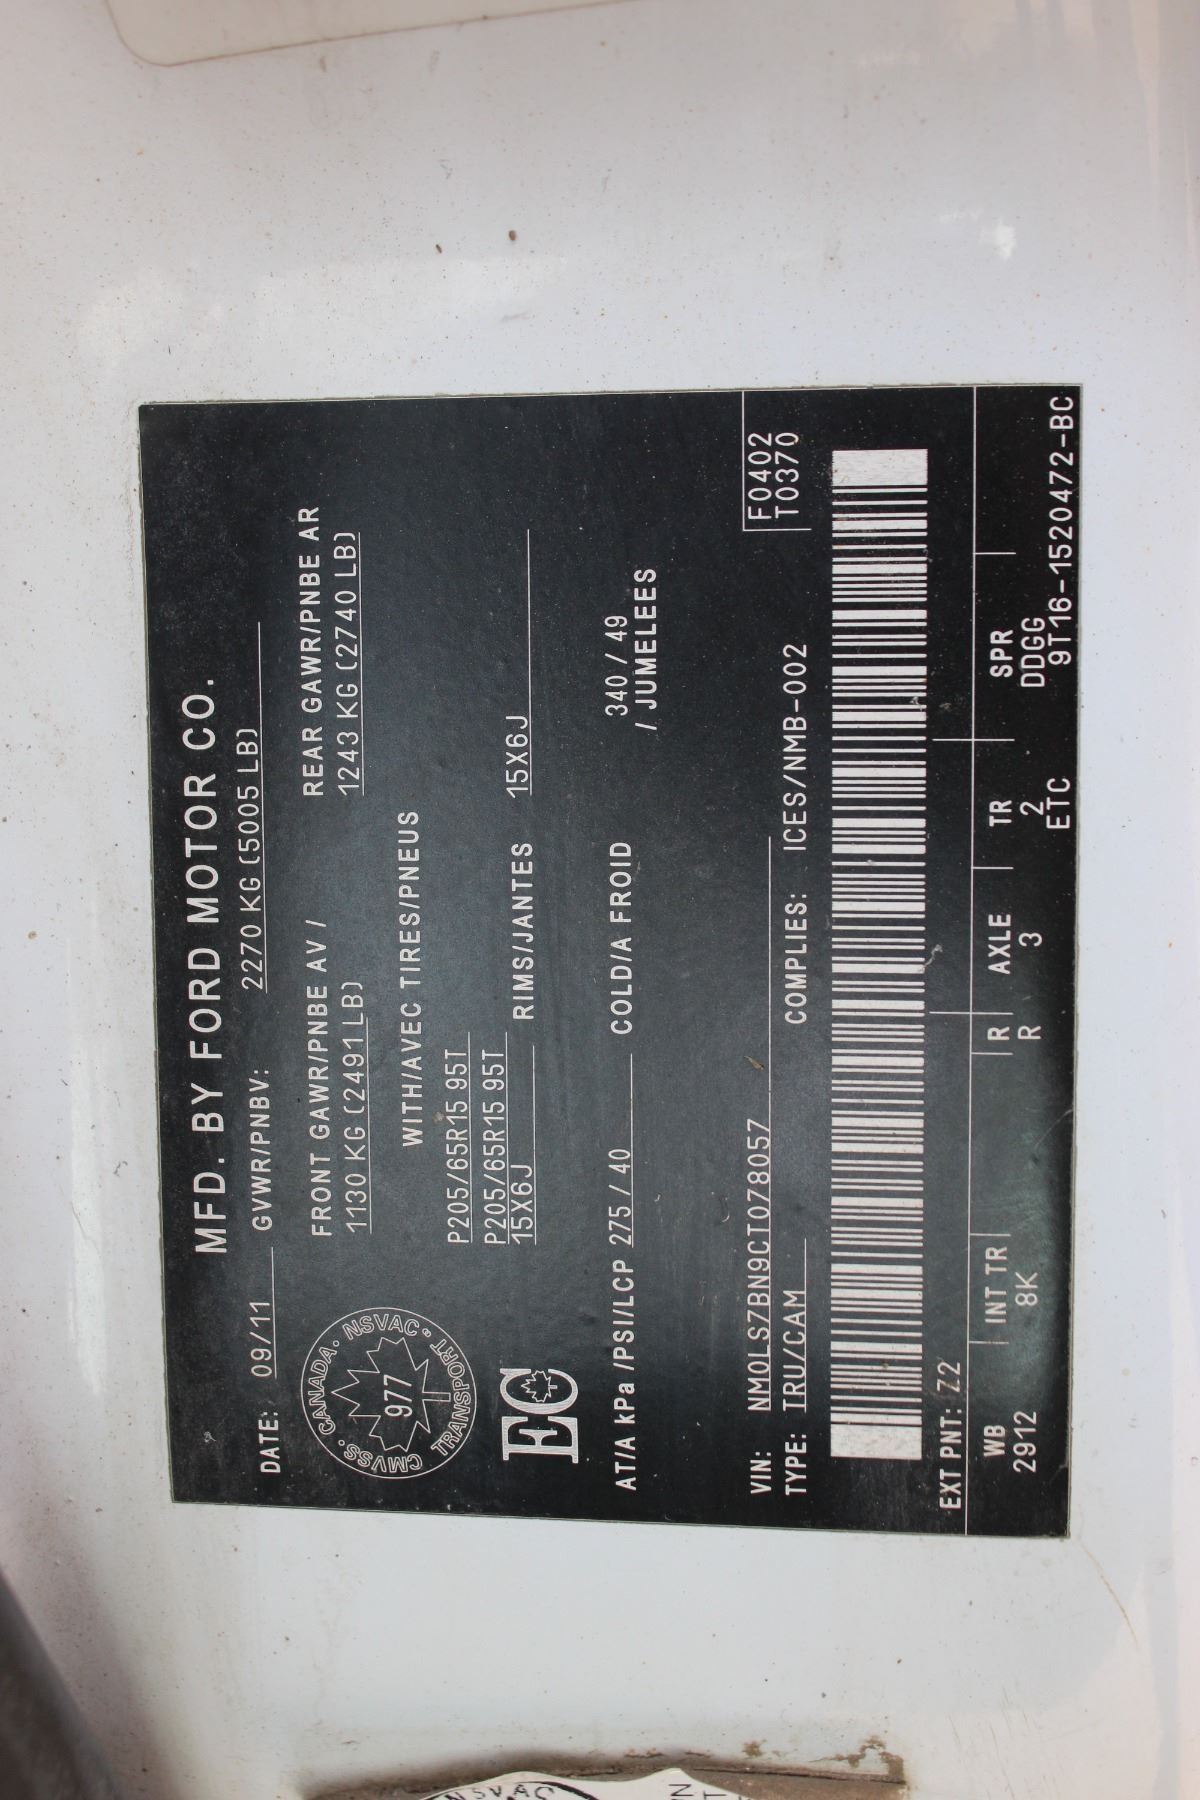 MFD. BY FORD MOTOR CO.
DATE: 09/11 GVWR/PNBV: 2270 KG (5005 LB)
FRONT GAWR/PNBE AV / REAR GAWR/PNBE AR
1130 KG (2491 LB) 1243 KG (2740 LB)
WITH/AVEC TIRES/PNEUS
P205/65R15 95T
P205/65R15 95T
15X6J RIMS/JANTES 15X6J
CMVSS. CANADA. NSVAC. TRANSPORT
977
EC
AT/A kPa /PSI/LCP 275 / 40 COLD/A FROID 340 / 49
/ JUMELEES
VIN: NM0LS7BN9CT078057
TYPE: TRU/CAM COMPLIES: ICES/NMB-002
F0402
T0370
EXT PNT: Z2
WB INT TR R AXLE TR SPR
2912 8K R 3 2 DDGG
ETC 9T16-1520472-BC
NSVAC